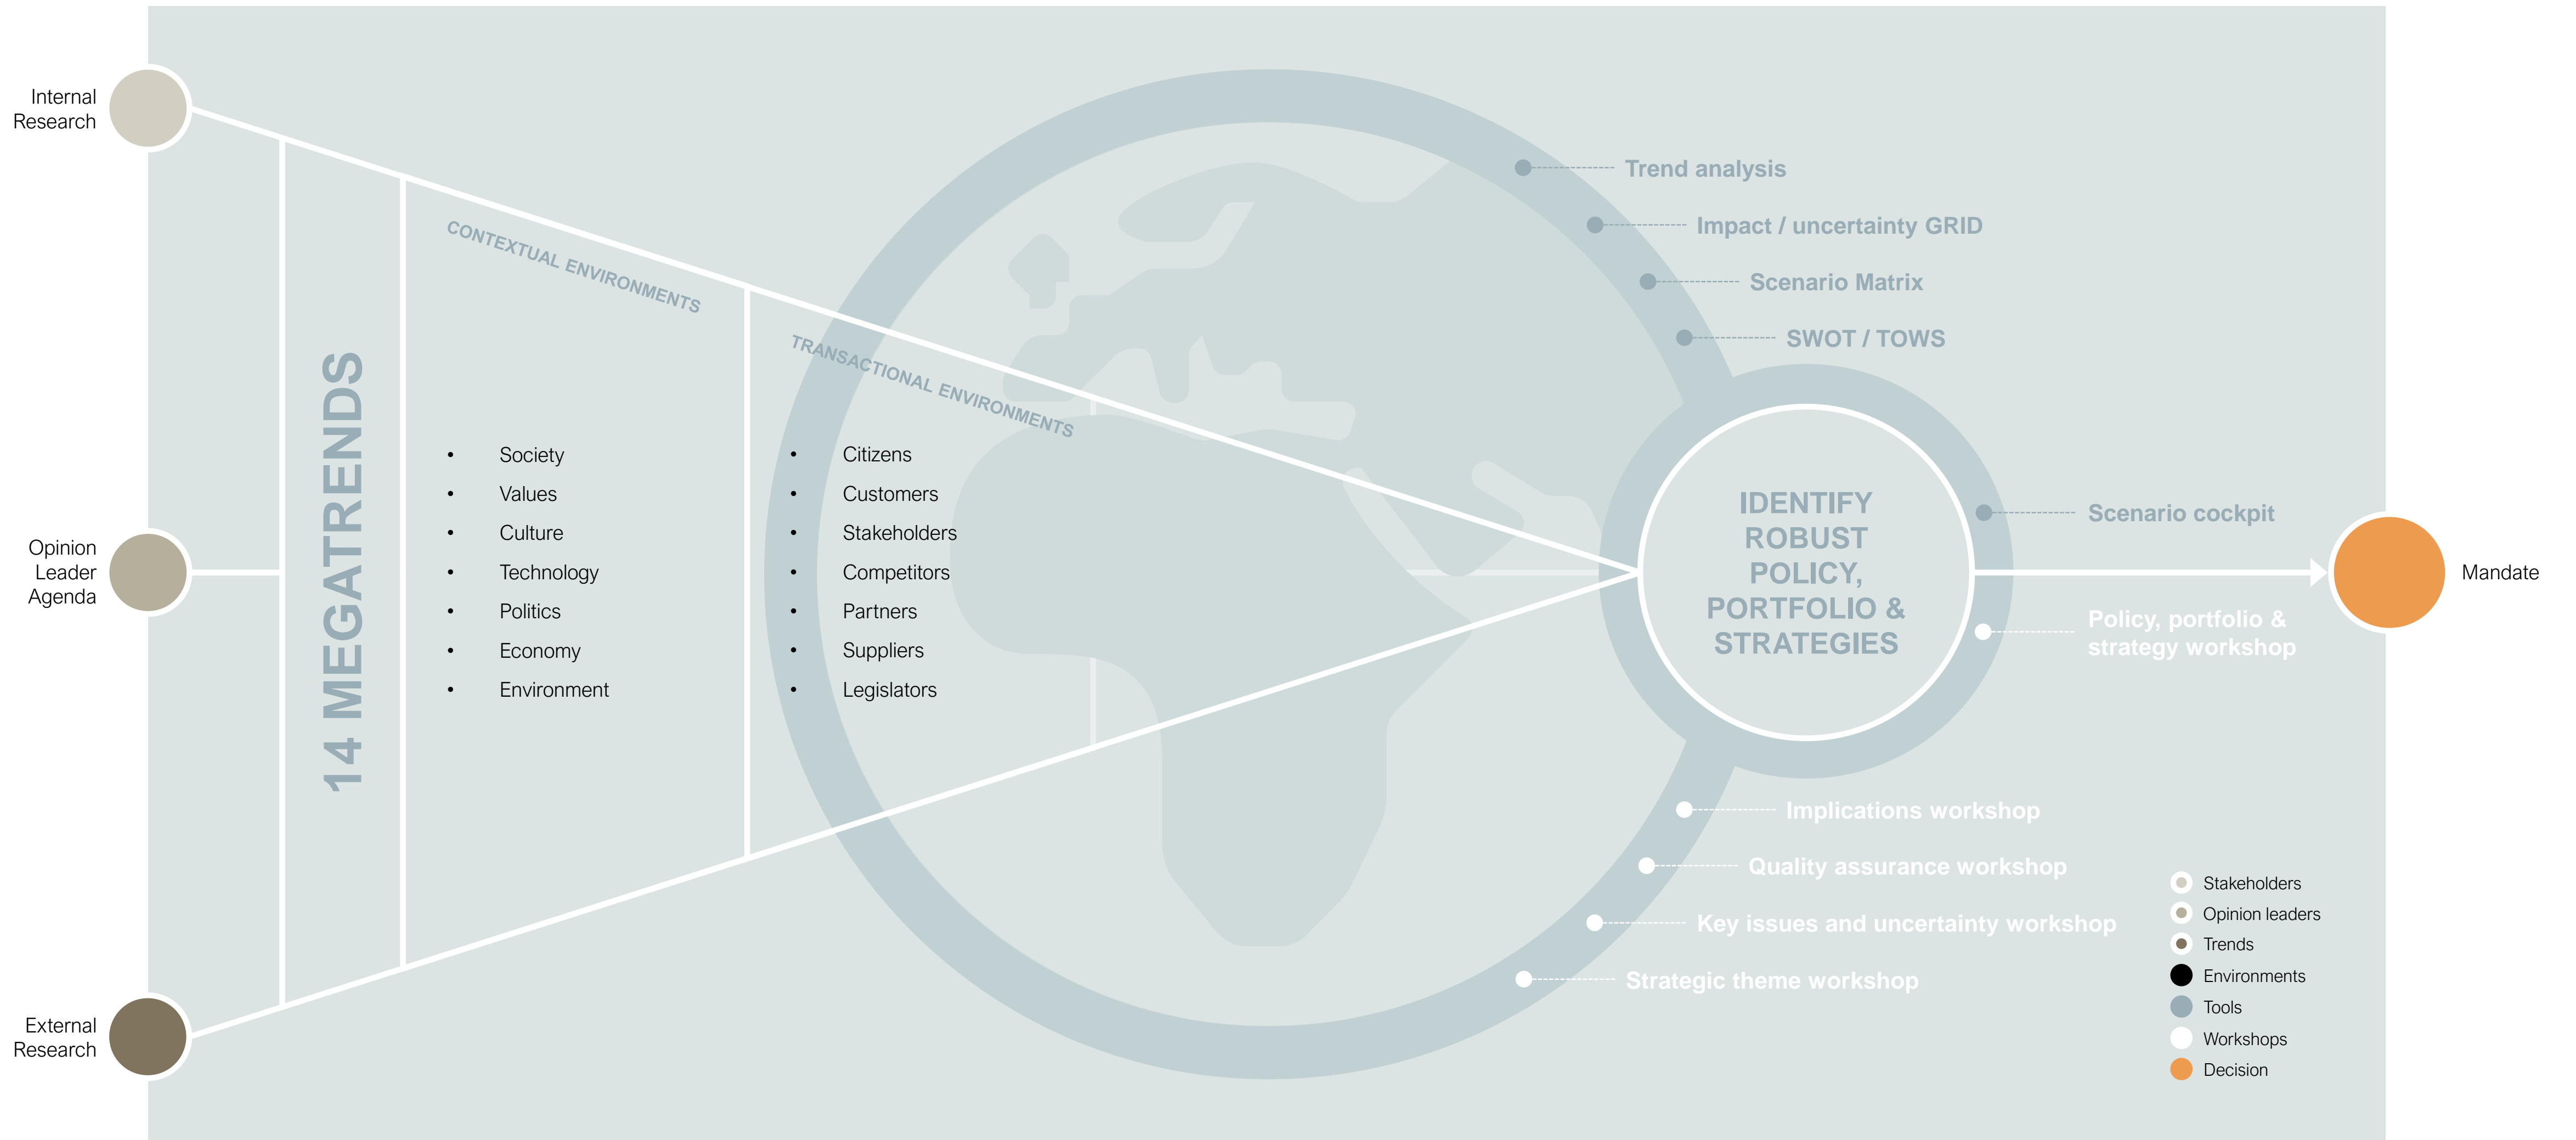 Internal
Research
Opinion
Leader
Agenda
External
Research
14 MEGATRENDS
CONTEXTUAL ENVIRONMENTS
• Society
• Values
• Culture
• Technology
• Politics
• Economy
• Environment
TRANSACTIONAL ENVIRONMENTS
• Citizens
• Customers
• Stakeholders
• Competitors
• Partners
• Suppliers
• Legislators
Trend analysis
Impact / uncertainty GRID
Scenario Matrix
SWOT / TOWS
IDENTIFY
ROBUST
POLICY,
PORTFOLIO &
STRATEGIES
Scenario cockpit
Mandate
Policy, portfolio &
strategy workshop
Implications workshop
Quality assurance workshop
Key issues and uncertainty workshop
Strategic theme workshop
Stakeholders
Opinion leaders
Trends
Environments
Tools
Workshops
Decision